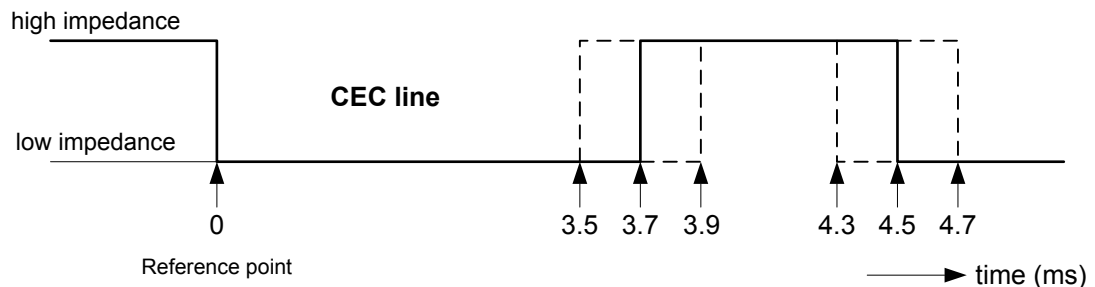 high impedance
CEC line
low impedance
0
3.5
3.7
3.9
4.3
4.5
4.7
Reference point
time (ms)